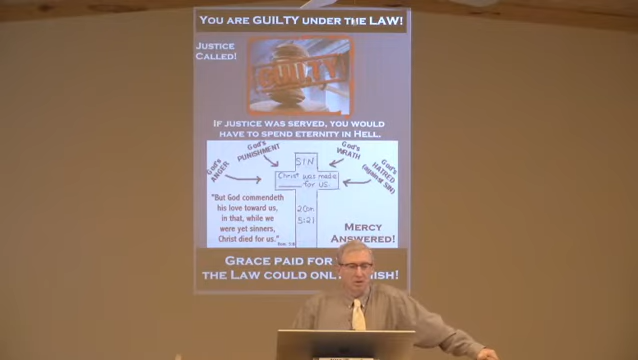 YOU ARE GUILTY UNDER THE LAW!
JUSTICE
CALLED!
GUILTY
IF JUSTICE WAS SERVED, YOU WOULD
HAVE TO SPEND ETERNITY IN HELL.
God's
ANGER
God's
PUNISHMENT
God's
WRATH
God's
HATRED
(against SIN)
SIN
Christ was made
for US
2Cor
5:21
"But God commendeth
his love toward us,
in that, while we
were yet sinners,
Christ died for us."
MERCY
ANSWERED!
GRACE PAID FOR
THE LAW COULD ONLY
ISH!